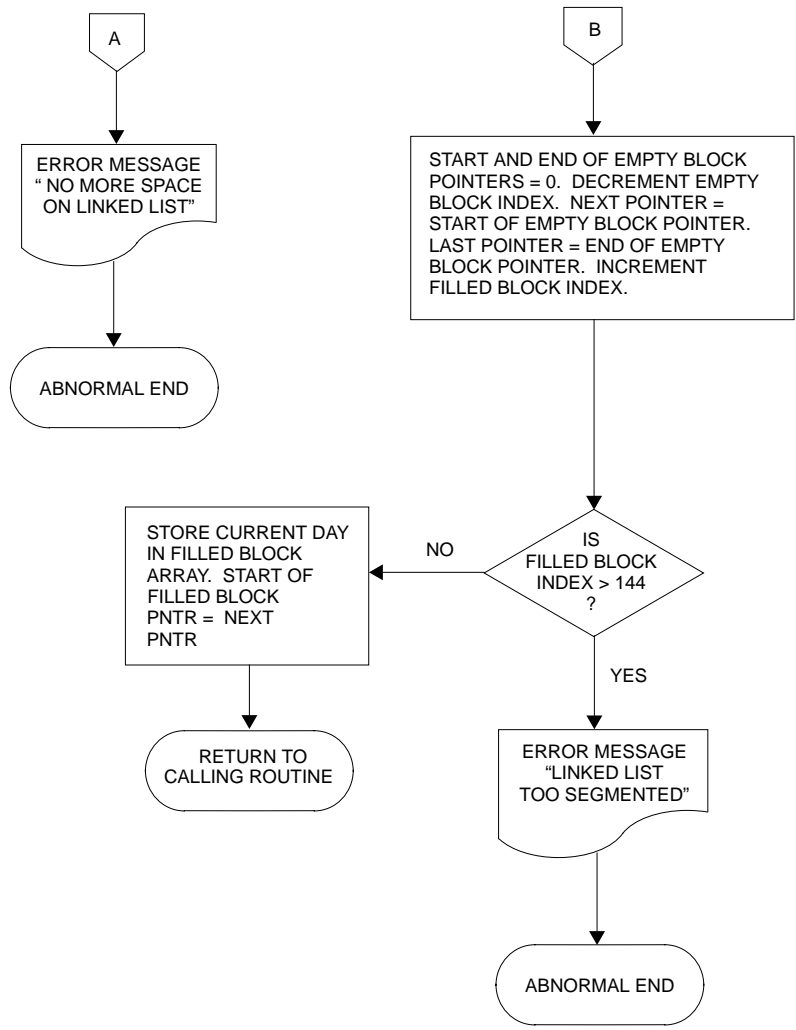 A
ERROR MESSAGE
“ NO MORE SPACE
ON LINKED LIST”
ABNORMAL END
B
START AND END OF EMPTY BLOCK
POINTERS = 0. DECREMENT EMPTY
BLOCK INDEX. NEXT POINTER =
START OF EMPTY BLOCK POINTER.
LAST POINTER = END OF EMPTY
BLOCK POINTER. INCREMENT
FILLED BLOCK INDEX.
IS
FILLED BLOCK
INDEX > 144
?
NO
STORE CURRENT DAY
IN FILLED BLOCK
ARRAY. START OF
FILLED BLOCK
PNTR = NEXT
PNTR
RETURN TO
CALLING ROUTINE
YES
ERROR MESSAGE
“LINKED LIST
TOO SEGMENTED”
ABNORMAL END